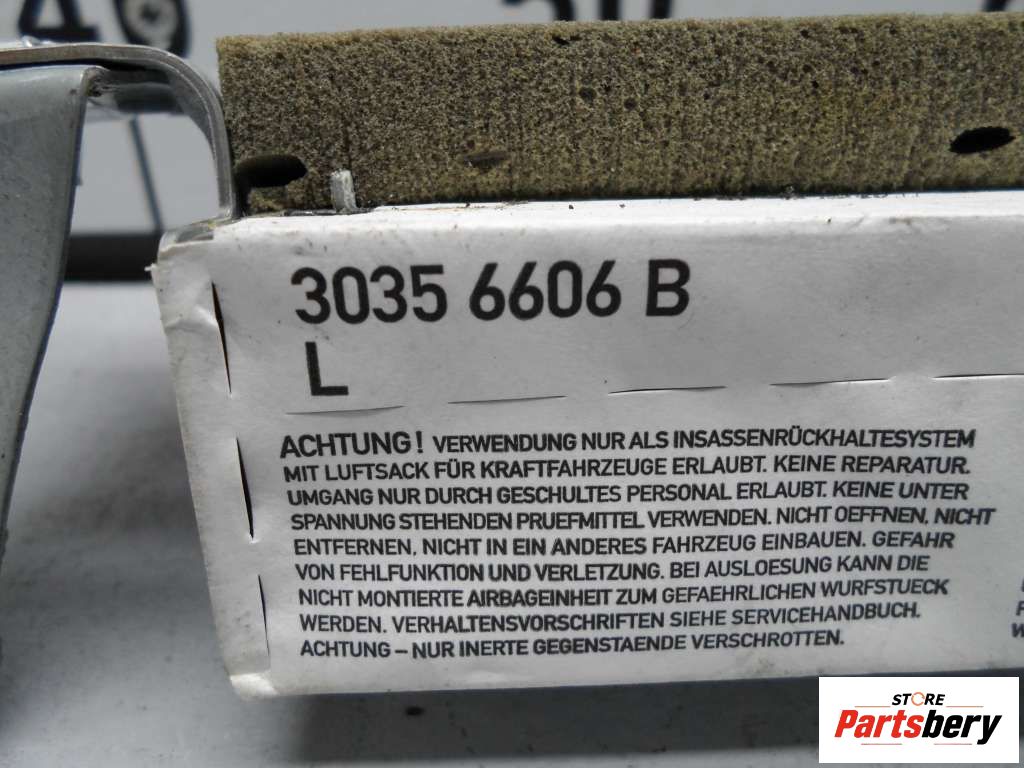 3035 6606 B
L
ACHTUNG! VERWENDUNG NUR ALS INSASSENRÜCKHALTESYSTEM
MIT LUFTSACK FÜR KRAFTFAHRZEUGE ERLAUBT. KEINE REPARATUR.
UMGANG NUR DURCH GESCHULTES PERSONAL ERLAUBT. KEINE UNTER
SPANNUNG STEHENDEN PRUEFMITTEL VERWENDEN. NICHT OEFFNEN, NICHT
ENTFERNEN, NICHT IN EIN ANDERES FAHRZEUG EINBAUEN. GEFAHR
VON FEHLFUNKTION UND VERLETZUNG. BEI AUSLOESUNG KANN DIE
NICHT MONTIERTE AIRBAGEINHEIT ZUM GEFAEHRLICHEN WURFSTUECK
WERDEN. VERHALTENSVORSCHRIFTEN SIEHE SERVICEHANDBUCH.
ACHTUNG – NUR INERTE GEGENSTAENDE VERSCHROTTEN.
STORE
Partsbery